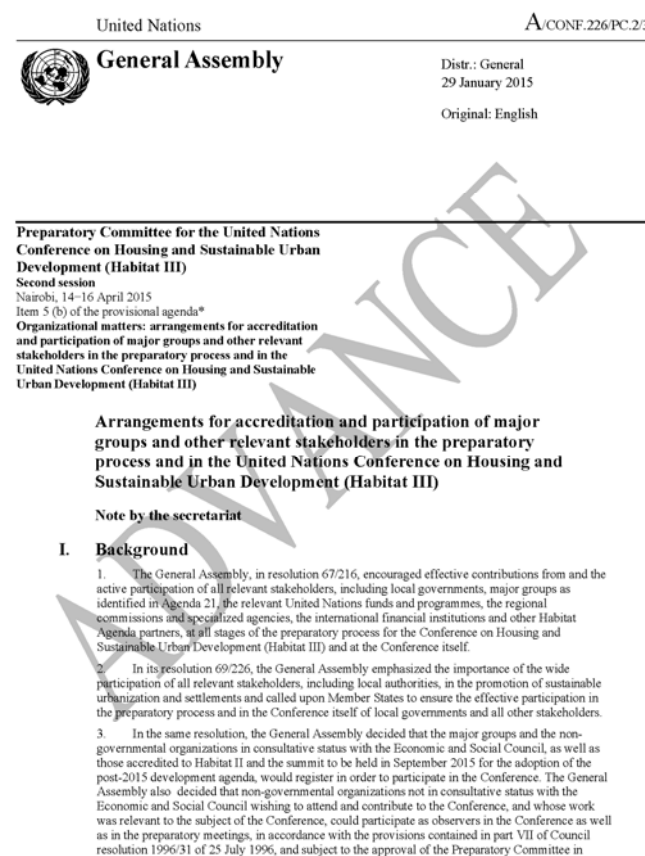 United Nations
A/CONF.226/PC.2/3
General Assembly
Distr.: General
29 January 2015
Original: English
Preparatory Committee for the United Nations
Conference on Housing and Sustainable Urban
Development (Habitat III)
Second session
Nairobi, 14–16 April 2015
Item 5 (b) of the provisional agenda*
Organizational matters: arrangements for accreditation
and participation of major groups and other relevant
stakeholders in the preparatory process and in the
United Nations Conference on Housing and Sustainable
Urban Development (Habitat III)
ADVANCE
Arrangements for accreditation and participation of major
groups and other relevant stakeholders in the preparatory
process and in the United Nations Conference on Housing and
Sustainable Urban Development (Habitat III)
Note by the secretariat
I. Background
1. The General Assembly, in resolution 67/216, encouraged effective contributions from and the
active participation of all relevant stakeholders, including local governments, major groups as
identified in Agenda 21, the relevant United Nations funds and programmes, the regional
commissions and specialized agencies, the international financial institutions and other Habitat
Agenda partners, at all stages of the preparatory process for the Conference on Housing and
Sustainable Urban Development (Habitat III) and at the Conference itself.
2. In its resolution 69/226, the General Assembly emphasized the importance of the wide
participation of all relevant stakeholders, including local authorities, in the promotion of sustainable
urbanization and settlements and called upon Member States to ensure the effective participation in
the preparatory process and in the Conference itself of local governments and all other stakeholders.
3. In the same resolution, the General Assembly decided that the major groups and the non-
governmental organizations in consultative status with the Economic and Social Council, as well as
those accredited to Habitat II and the summit to be held in September 2015 for the adoption of the
post-2015 development agenda, would register in order to participate in the Conference. The General
Assembly also decided that non-governmental organizations not in consultative status with the
Economic and Social Council wishing to attend and contribute to the Conference, and whose work
was relevant to the subject of the Conference, could participate as observers in the Conference as well
as in the preparatory meetings, in accordance with the provisions contained in part VII of Council
resolution 1996/31 of 25 July 1996, and subject to the approval of the Preparatory Committee in